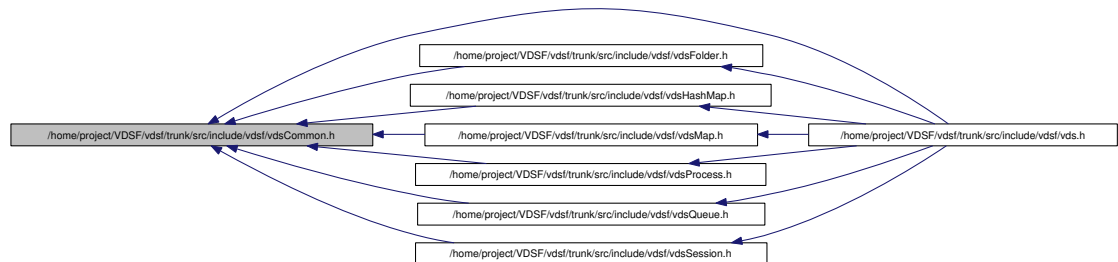 /home/project/VDSF/vdsf/trunk/src/include/vdsf/vdsFolder.h
/home/project/VDSF/vdsf/trunk/src/include/vdsf/vdsHashMap.h
/home/project/VDSF/vdsf/trunk/src/include/vdsf/vdsCommon.h
/home/project/VDSF/vdsf/trunk/src/include/vdsf/vdsMap.h
/home/project/VDSF/vdsf/trunk/src/include/vdsf/vds.h
/home/project/VDSF/vdsf/trunk/src/include/vdsf/vdsProcess.h
/home/project/VDSF/vdsf/trunk/src/include/vdsf/vdsQueue.h
/home/project/VDSF/vdsf/trunk/src/include/vdsf/vdsSession.h